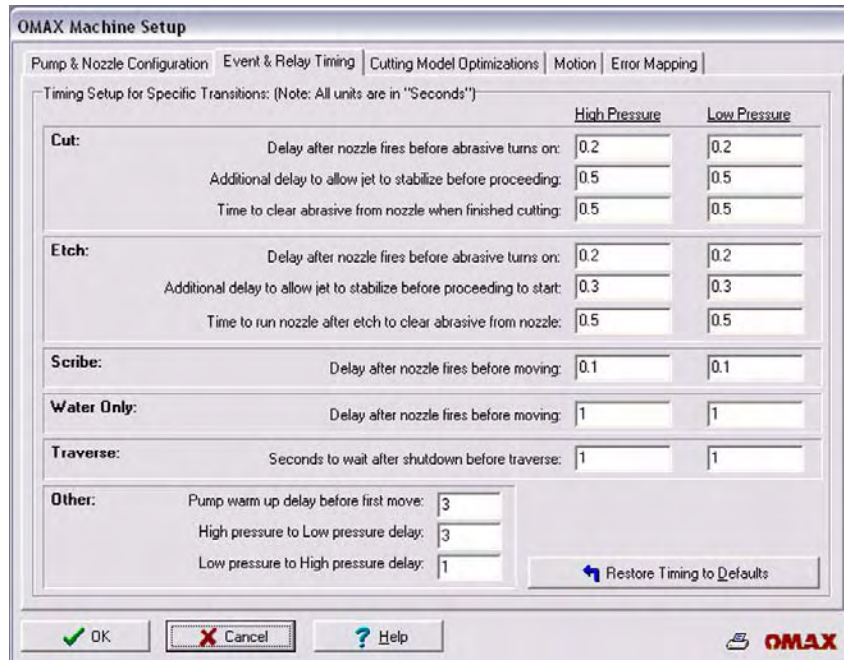 OMAX Machine Setup
Pump & Nozzle Configuration Event & Relay Timing Cutting Model Optimizations Motion Error Mapping
Timing Setup for Specific Transitions: (Note: All units are in "Seconds")
High Pressure Low Pressure
Cut: Delay after nozzle fires before abrasive turns on: 0.2 0.2
Additional delay to allow jet to stabilize before proceeding: 0.5 0.5
Time to clear abrasive from nozzle when finished cutting: 0.5 0.5
Etch: Delay after nozzle fires before abrasive turns on: 0.2 0.2
Additional delay to allow jet to stabilize before proceeding to start: 0.3 0.3
Time to run nozzle after etch to clear abrasive from nozzle: 0.5 0.5
Scribe: Delay after nozzle fires before moving: 0.1 0.1
Water Only: Delay after nozzle fires before moving: 1 1
Traverse: Seconds to wait after shutdown before traverse: 1 1
Other: Pump warm up delay before first move: 3
High pressure to Low pressure delay: 3
Low pressure to High pressure delay: 1
Restore Timing to Defaults
OK Cancel Help OMAX